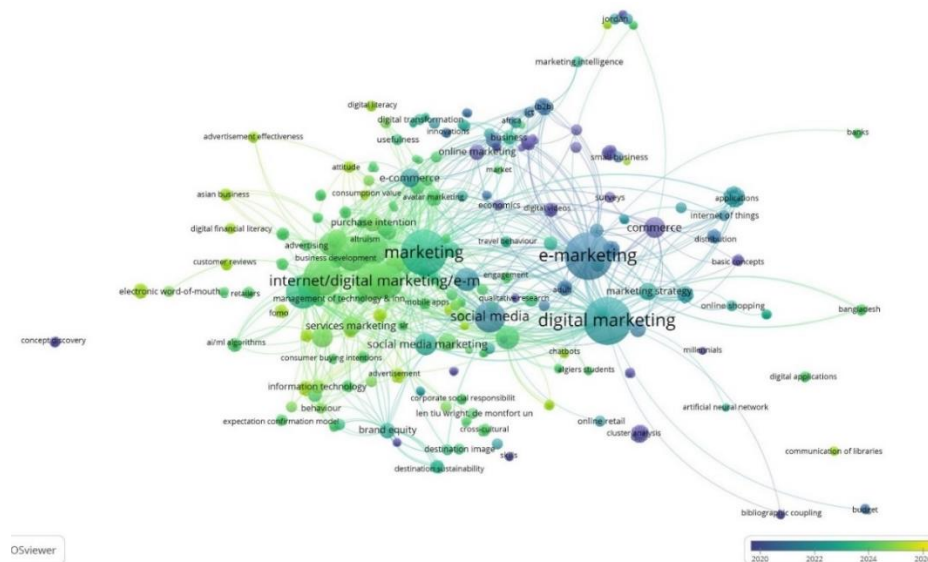 jordan
marketing intelligence
digital literacy
(b2b)
digital transformation
africa
ict
innovations
business
banks
advertisement effectiveness
usefulness
online marketing
small business
attitude
e-commerce
market
asian business
consumption value
avatar marketing
economics
surveys
applications
digital videos
internet of things
digital financial literacy
purchase intention
commerce
advertising
altruism
travel behaviour
distribution
business development
marketing
e-marketing
customer reviews
basic concepts
engagement
internet/digital marketing/e-m
adult
electronic word-of-mouth
retailers
qualitative research
marketing strategy
management of technology & inn
mobile apps
online shopping
fomo
social media
bangladesh
services marketing
digital marketing
concept discovery
ai/ml algorithms
social media marketing
millennials
consumer buying intentions
chatbots
advertisement
algiers students
digital applications
information technology
corporate social responsibilit
behaviour
artificial neural network
len tiu wright, de montfort un
expectation confirmation model
online retail
brand equity
cross-cultural
cluster analysis
destination image
communication of libraries
skills
destination sustainability
bibliographic coupling
budget
OSviewer
2020 2022 2024